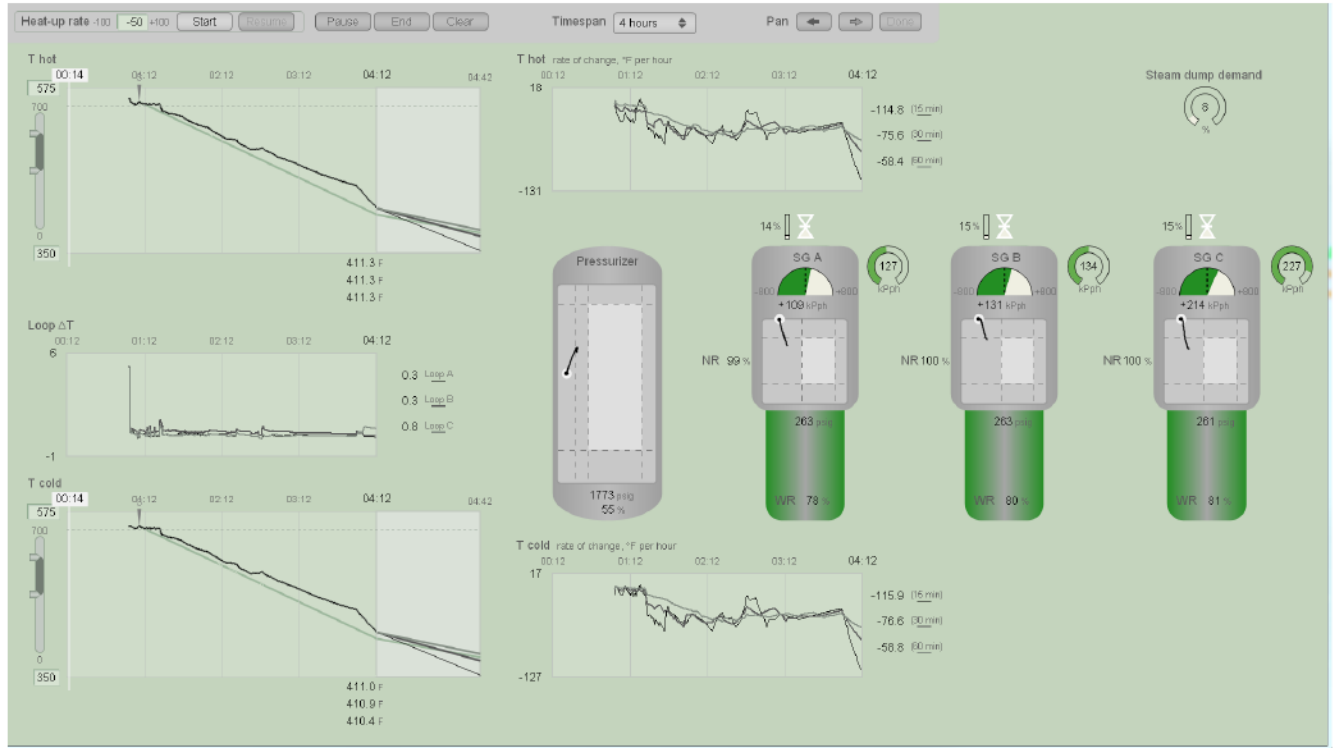 Heat-up rate -100 -50 +100 Start Resume Pause End Clear Timespan 4 hours Pan Done
T hot
00:14 01:12 02:12 03:12 04:12 04:42
575
700
0
350
411.3 F
411.3 F
411.3 F
Loop ΔT
00:12 01:12 02:12 03:12 04:12
6
0.3 Loop A
0.3 Loop B
0.8 Loop C
-1
T cold
00:14 01:12 02:12 03:12 04:12 04:42
575
700
0
350
411.0 F
410.9 F
410.4 F
T hot rate of change, °F per hour
00:12 01:12 02:12 03:12 04:12
18
-114.8 (15 min)
-75.6 (30 min)
-58.4 (60 min)
-131
Steam dump demand
8
%
Pressurizer
1773 psig
55 %
14%
SG A
127
kPph
-800 +800
+109 kPph
NR 99 %
263 psig
WR 78 %
15%
SG B
134
kPph
-800 +800
+131 kPph
NR 100 %
263 psig
WR 80 %
15%
SG C
227
kPph
-800 +800
+214 kPph
NR 100 %
261 psig
WR 81 %
T cold rate of change, °F per hour
00:12 01:12 02:12 03:12 04:12
17
-115.9 (15 min)
-76.6 (30 min)
-58.8 (60 min)
-127